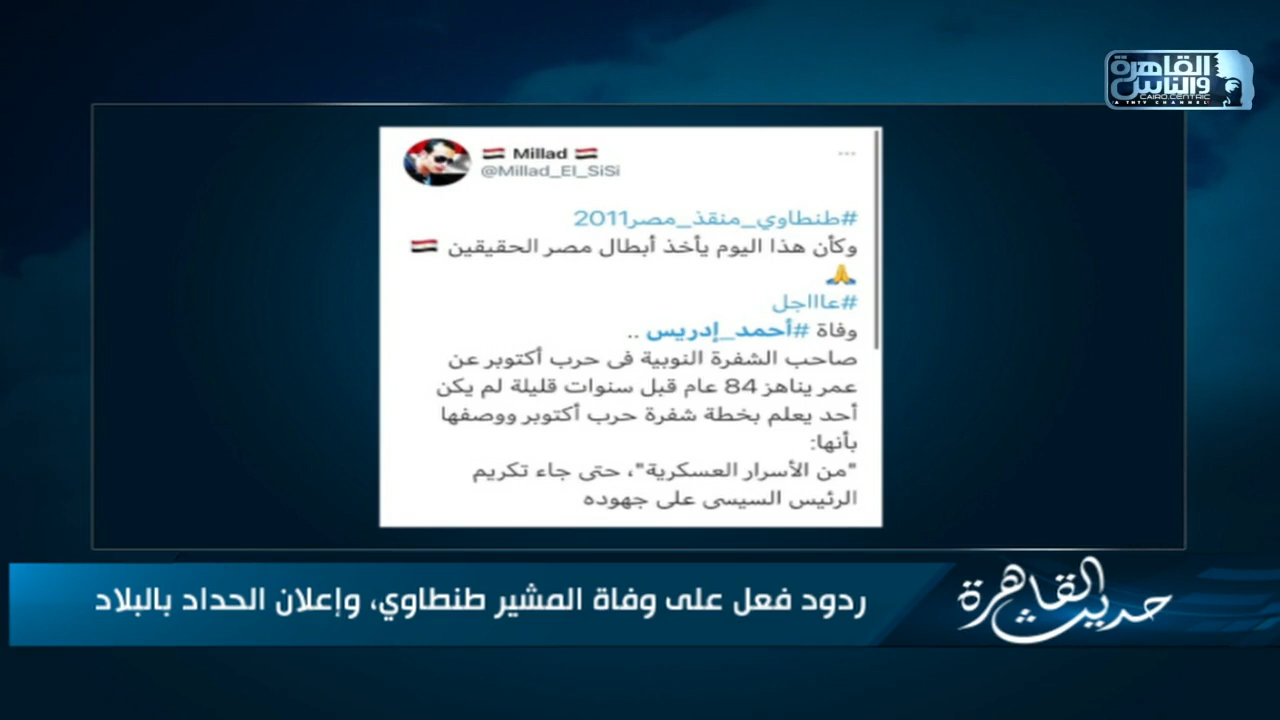 القاهرة
والناس
CAIRO.CENTRIC
A TNTV CHANNEL
Millad
@Millad_El_SiSi
#طنطاوي_منقذ_مصر2011
وكأن هذا اليوم يأخذ أبطال مصر الحقيقين
#عاااجل
وفاة #أحمد_إدريس ..
صاحب الشفرة النوبية فى حرب أكتوبر عن
عمر يناهز 84 عام قبل سنوات قليلة لم يكن
أحد يعلم بخطة شفرة حرب أكتوبر ووصفها
بأنها:
"من الأسرار العسكرية"، حتى جاء تكريم
الرئيس السيسى على جهوده
حديث القاهرة
ردود فعل على وفاة المشير طنطاوي، وإعلان الحداد بالبلاد